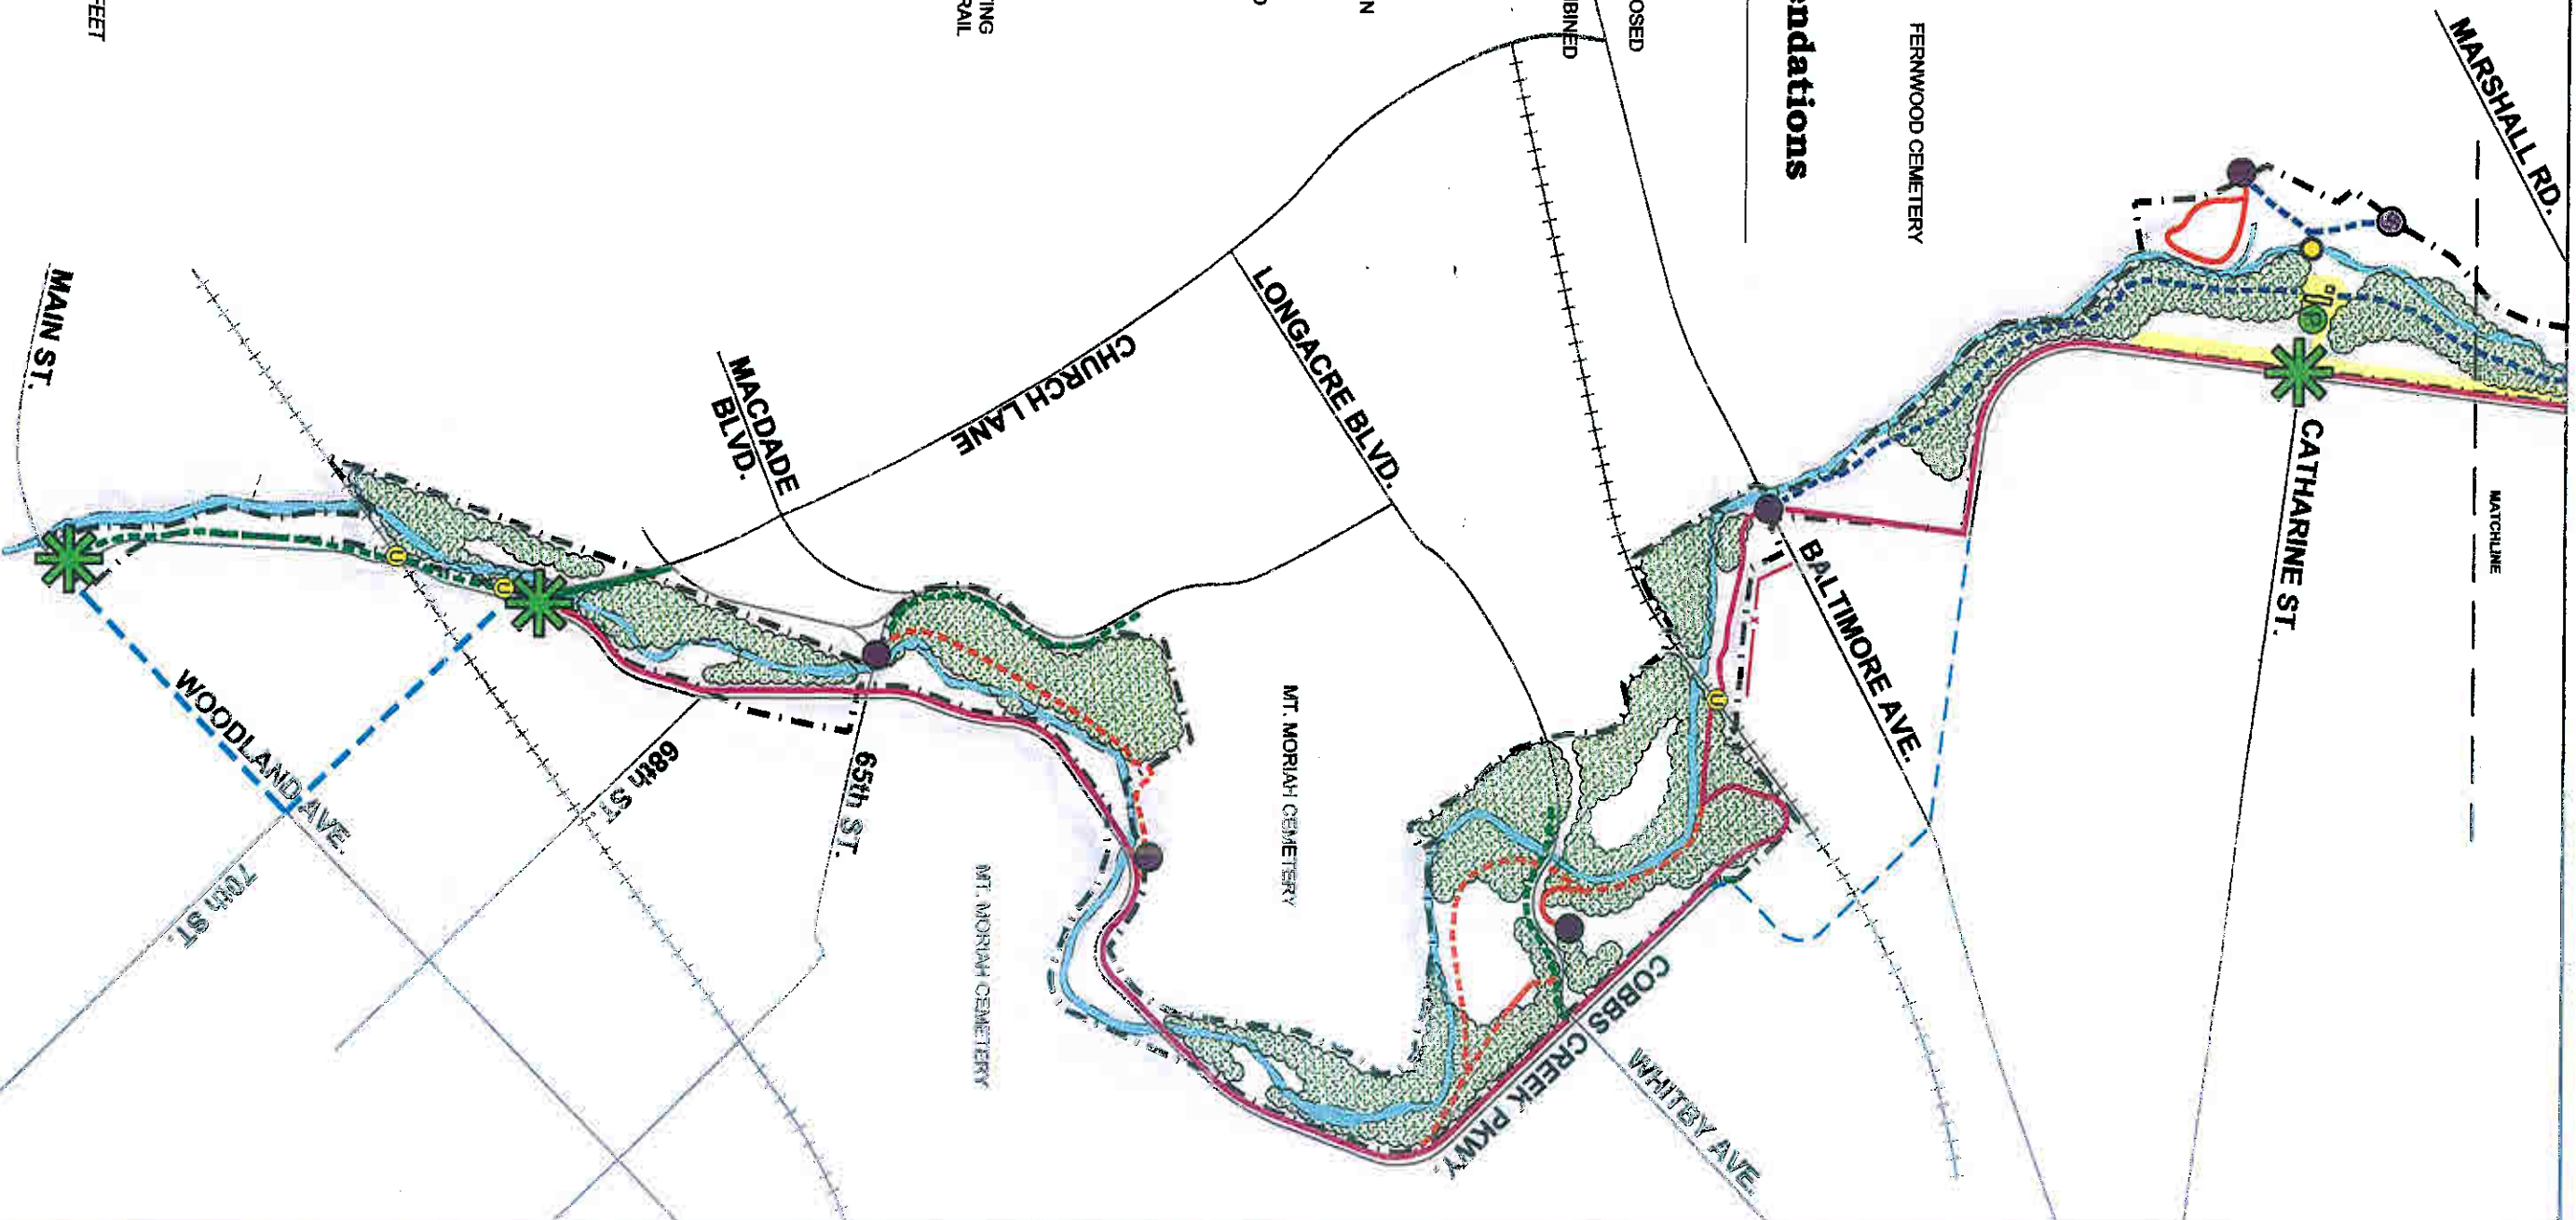 FEET
TING
RAIL
N
OSED
BINED
endations
FERNWOOD CEMETERY
MARSHALL RD.
MATCHLINE
CATHARINE ST.
BALTIMORE AVE.
LONGACRE BLVD.
CHURCH LANE
MACDADE
BLVD.
MAIN ST.
WOODLAND AVE.
70th ST.
68th ST.
65th ST.
MT. MORIAH CEMETERY
MT. MORIAH CEMETERY
COBBS CREEK PKWY.
WHITBY AVE.
U
U
U
P